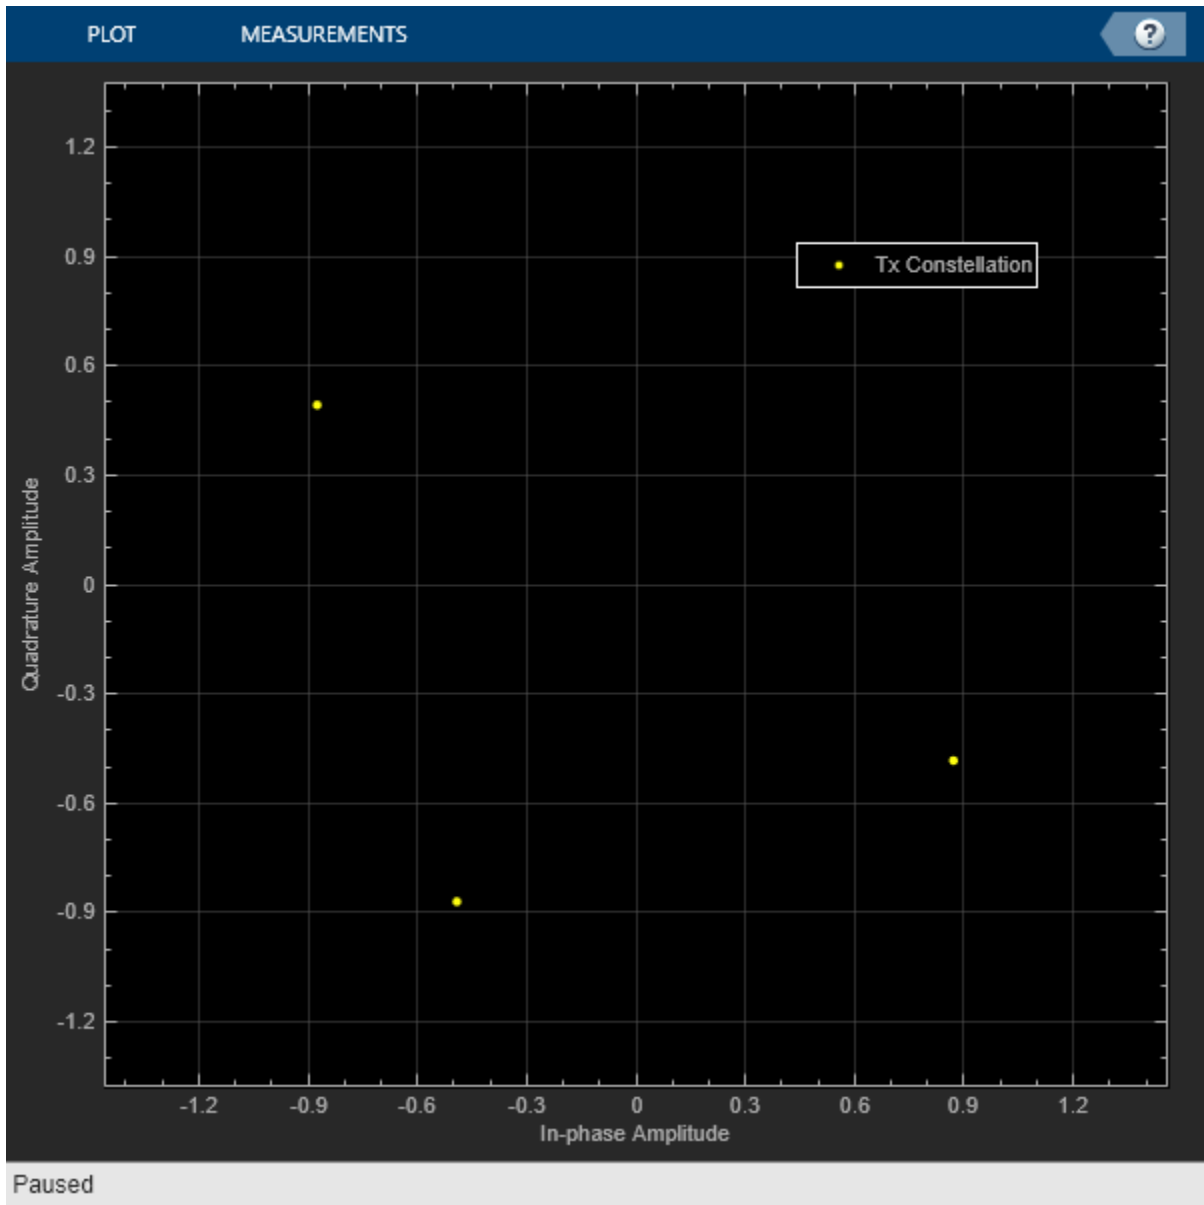 PLOT MEASUREMENTS ?
1.2
0.9
Tx Constellation
0.6
0.3
0
-0.3
-0.6
-0.9
-1.2
Quadrature Amplitude
-1.2 -0.9 -0.6 -0.3 0 0.3 0.6 0.9 1.2
In-phase Amplitude
Paused